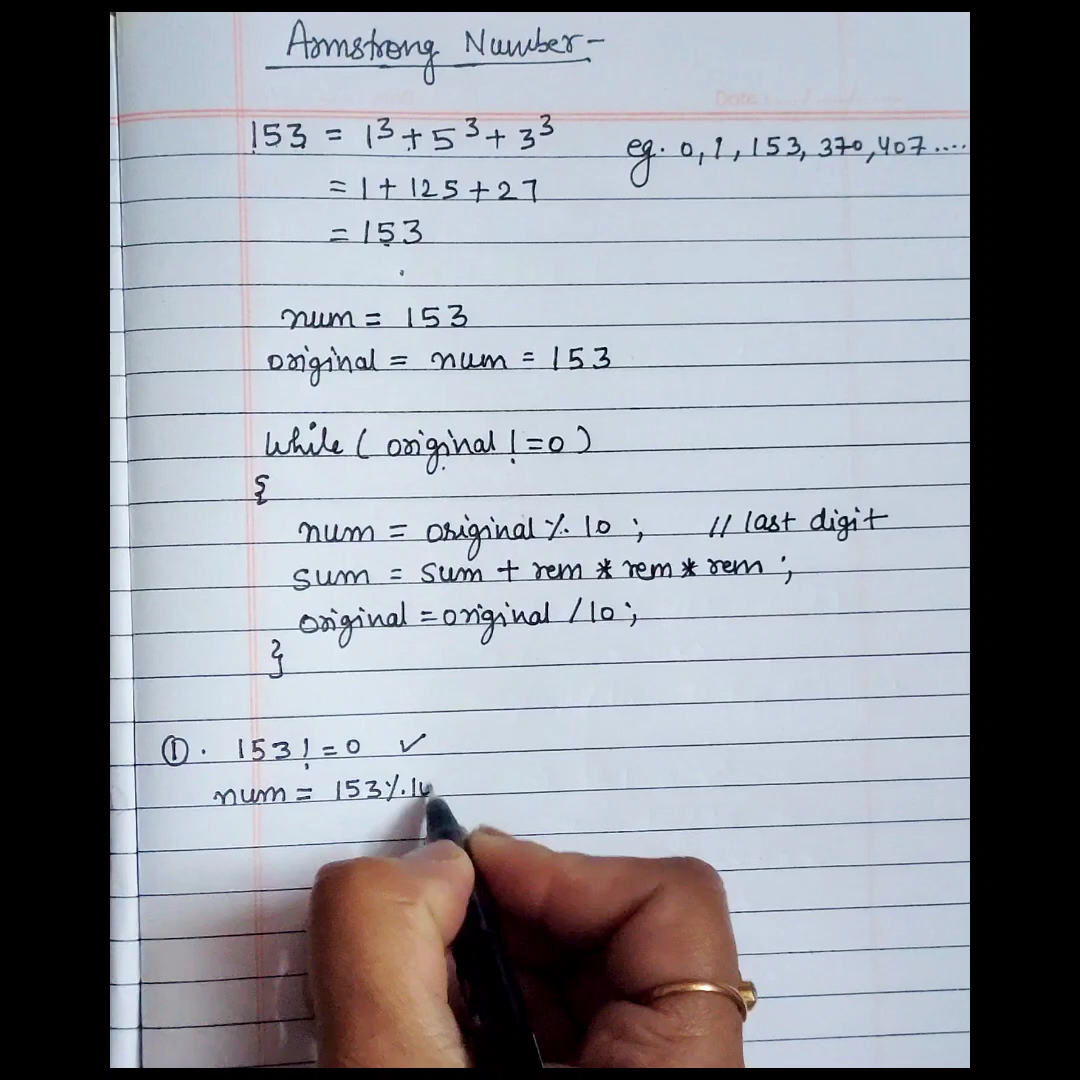 Armstrong Number-
Date
153 = 1³ + 5³ + 3³
eg. 0, 1, 153, 370, 407 ....
= 1 + 125 + 27
= 153
num = 153
original = num = 153
while ( original != 0 )
{
num = original % 10 ; // last digit
sum = sum + rem * rem * rem ;
original = original / 10 ;
}
①. 153 != 0 ✓
num = 153 % 1